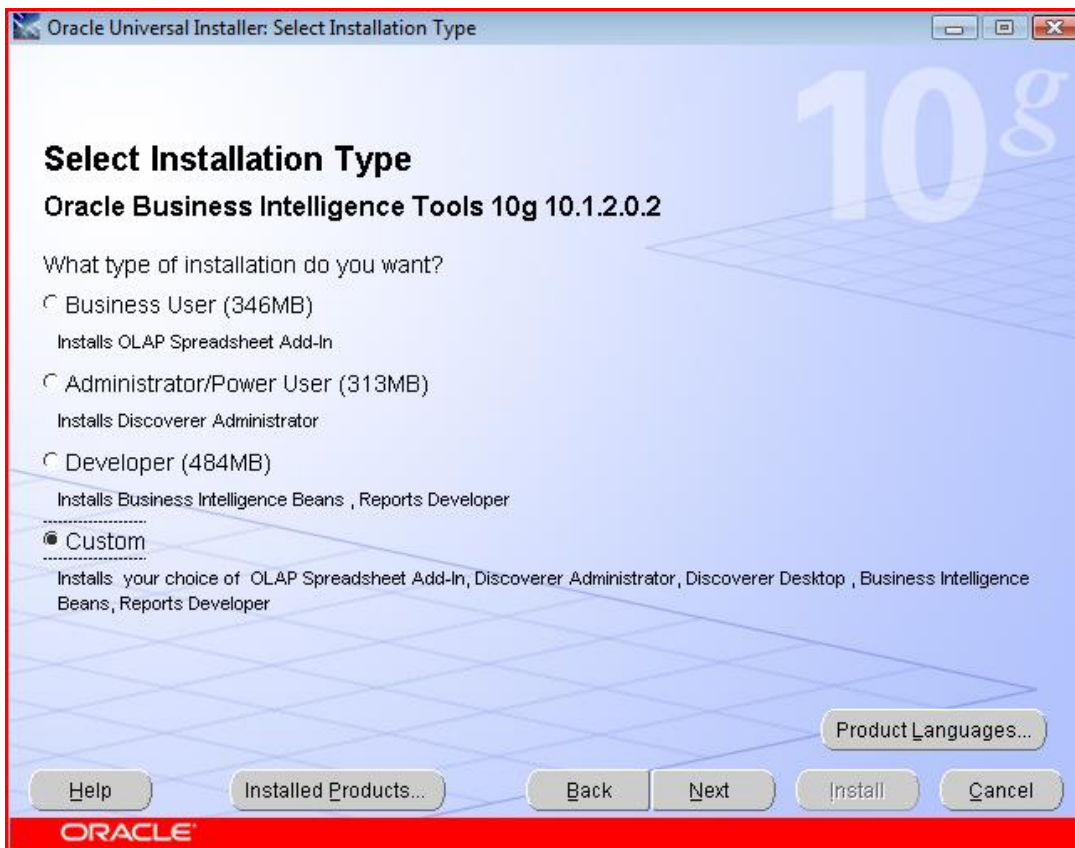 Oracle Universal Installer: Select Installation Type
10g
Select Installation Type
Oracle Business Intelligence Tools 10g 10.1.2.0.2
What type of installation do you want?
Business User (346MB)
Installs OLAP Spreadsheet Add-In
Administrator/Power User (313MB)
Installs Discoverer Administrator
Developer (484MB)
Installs Business Intelligence Beans , Reports Developer
Custom
Installs your choice of OLAP Spreadsheet Add-In, Discoverer Administrator, Discoverer Desktop , Business Intelligence
Beans, Reports Developer
Product Languages...
Help Installed Products... Back Next Install Cancel
ORACLE